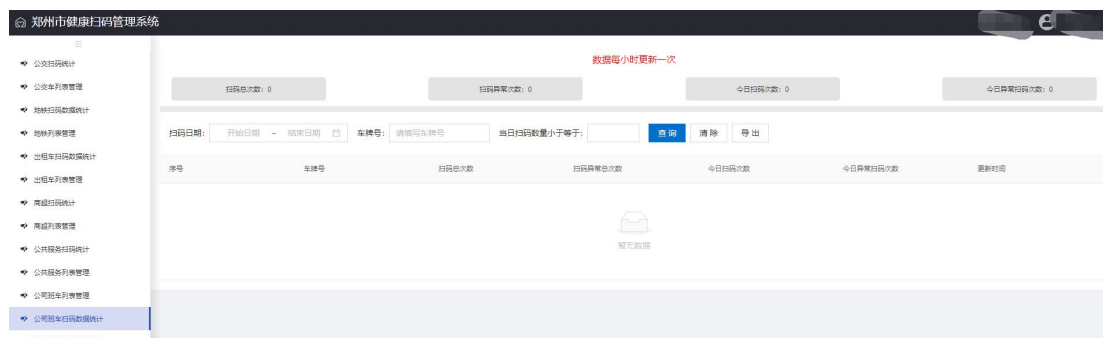 郑州市健康扫码管理系统
公交扫码统计
公交车列表管理
地铁扫码数据统计
地铁列表管理
出租车扫码数据统计
出租车列表管理
商超扫码统计
商超列表管理
公共服务扫码统计
公共服务列表管理
公司班车列表管理
公司班车扫码数据统计
数据每小时更新一次
扫码总次数：0 扫码异常次数：0 今日扫码次数：0 今日异常扫码次数：0
扫码日期： 开始日期 ~ 结束日期 车牌号： 请填写车牌号 当日扫码数量小于等于： 查询 清除 导出
序号 车牌号 扫码总次数 扫码异常总次数 今日扫码次数 今日异常扫码次数 更新时间
暂无数据